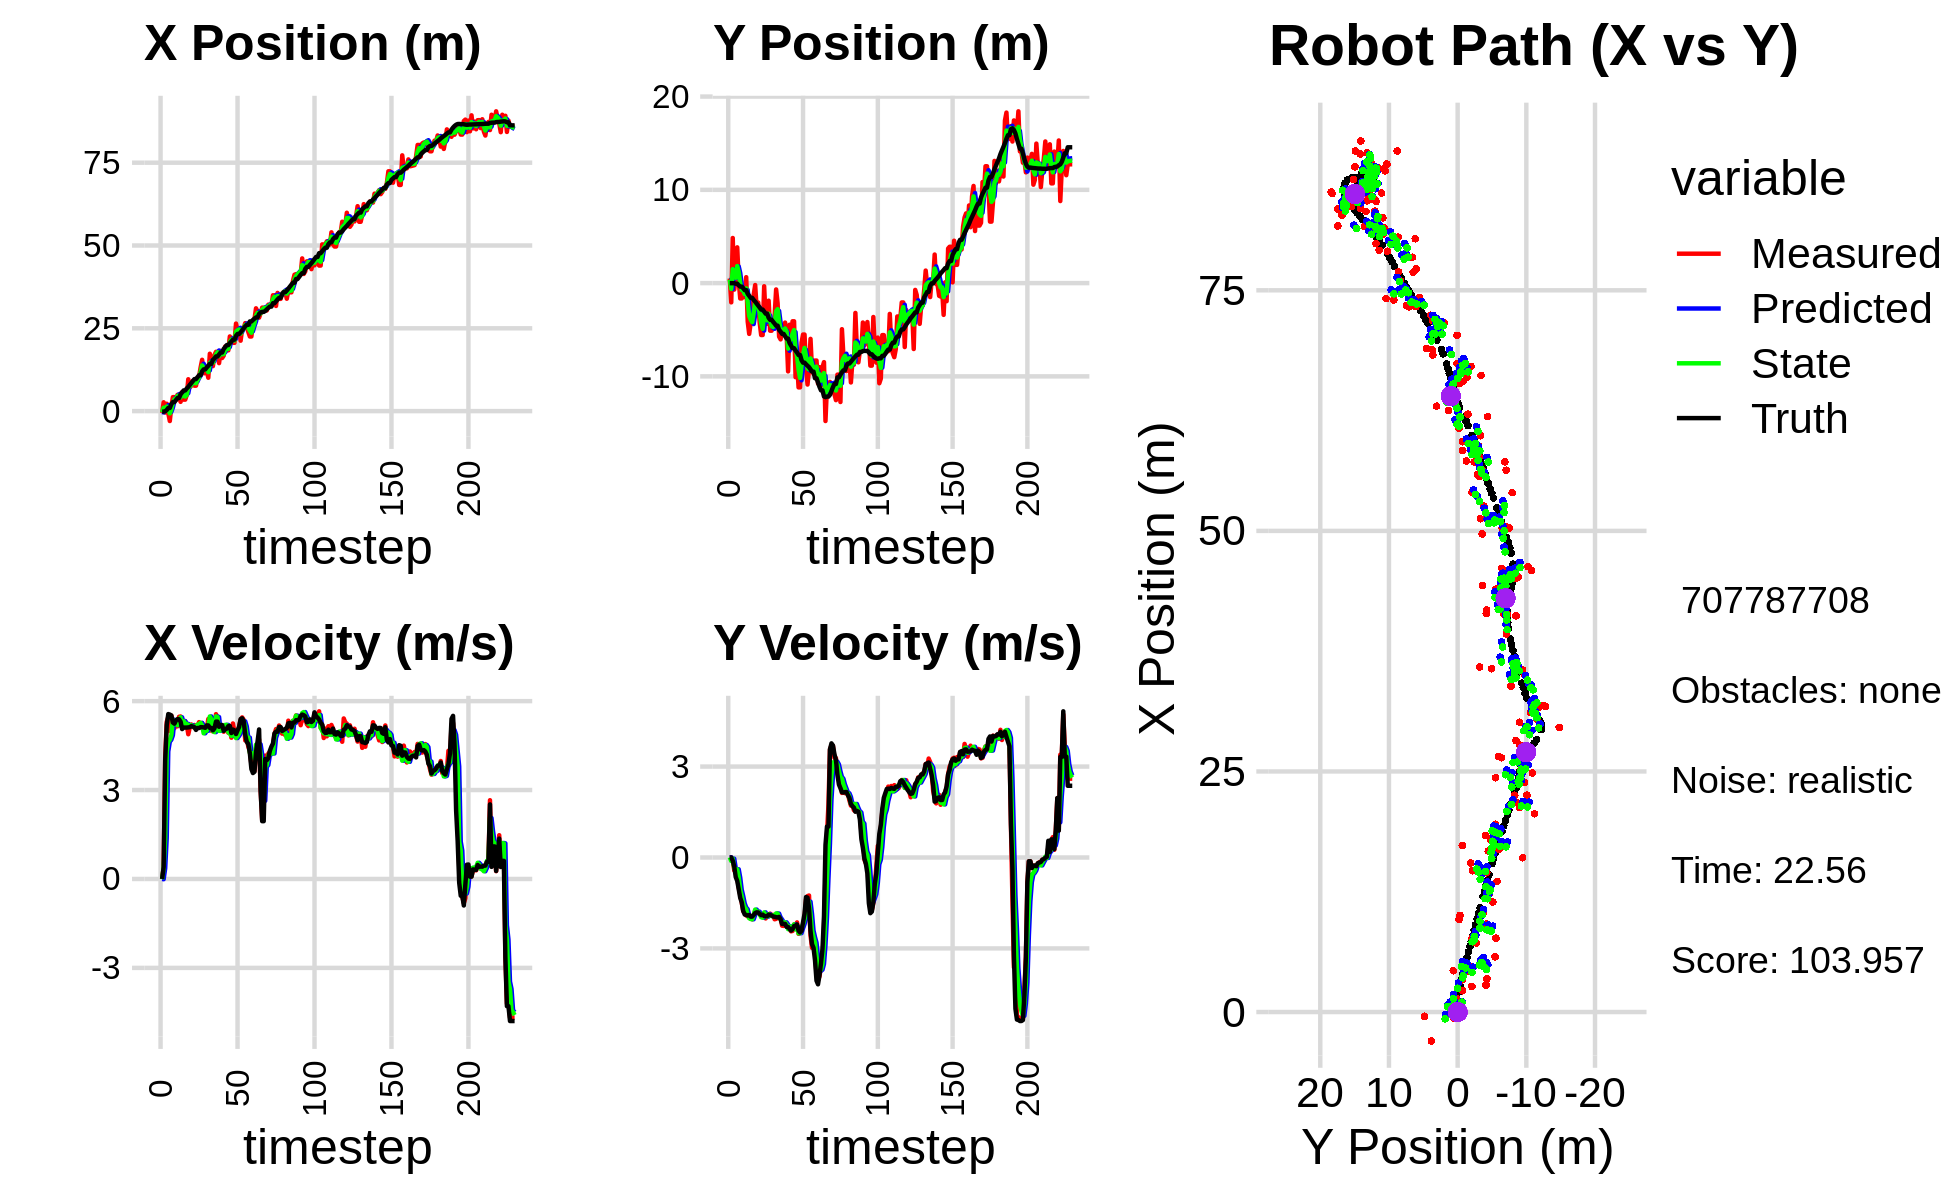 X Position (m)
75
50
25
0
0
50
100
150
200
timestep
Y Position (m)
20
10
0
-10
0
50
100
150
200
timestep
X Velocity (m/s)
6
3
0
-3
0
50
100
150
200
timestep
Y Velocity (m/s)
3
0
-3
0
50
100
150
200
timestep
Robot Path (X vs Y)
X Position (m)
75
50
25
0
20 10 0 -10 -20
Y Position (m)
variable
Measured
Predicted
State
Truth
707787708
Obstacles: none
Noise: realistic
Time: 22.56
Score: 103.957